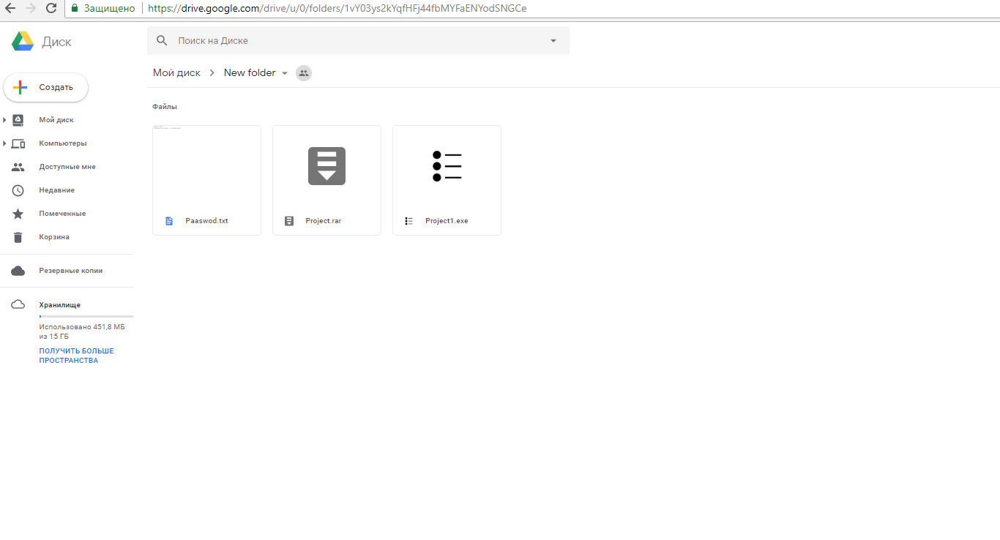 Защищено https://drive.google.com/drive/u/0/folders/1vY03ys2kYqfHFj44fbMYFaENYodSNGCe
Диск
Поиск на Диске
Мой диск New folder
Создать
Файлы
Мой диск
Компьютеры
Доступные мне
Недавние
Помеченные
Корзина
Paaswod.txt
Project.rar
Project1.exe
Резервные копии
Хранилище
Использовано 451,8 МБ
из 15 ГБ
ПОЛУЧИТЬ БОЛЬШЕ
ПРОСТРАНСТВА